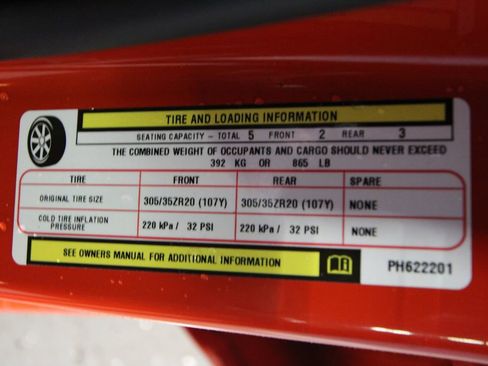 TIRE AND LOADING INFORMATION
SEATING CAPACITY - TOTAL 5 FRONT 2 REAR 3
THE COMBINED WEIGHT OF OCCUPANTS AND CARGO SHOULD NEVER EXCEED
392 KG OR 865 LB
TIRE FRONT REAR SPARE
ORIGINAL TIRE SIZE 305/35ZR20 (107Y) 305/35ZR20 (107Y) NONE
COLD TIRE INFLATION PRESSURE 220 kPa / 32 PSI 220 kPa / 32 PSI NONE
SEE OWNERS MANUAL FOR ADDITIONAL INFORMATION
PH622201